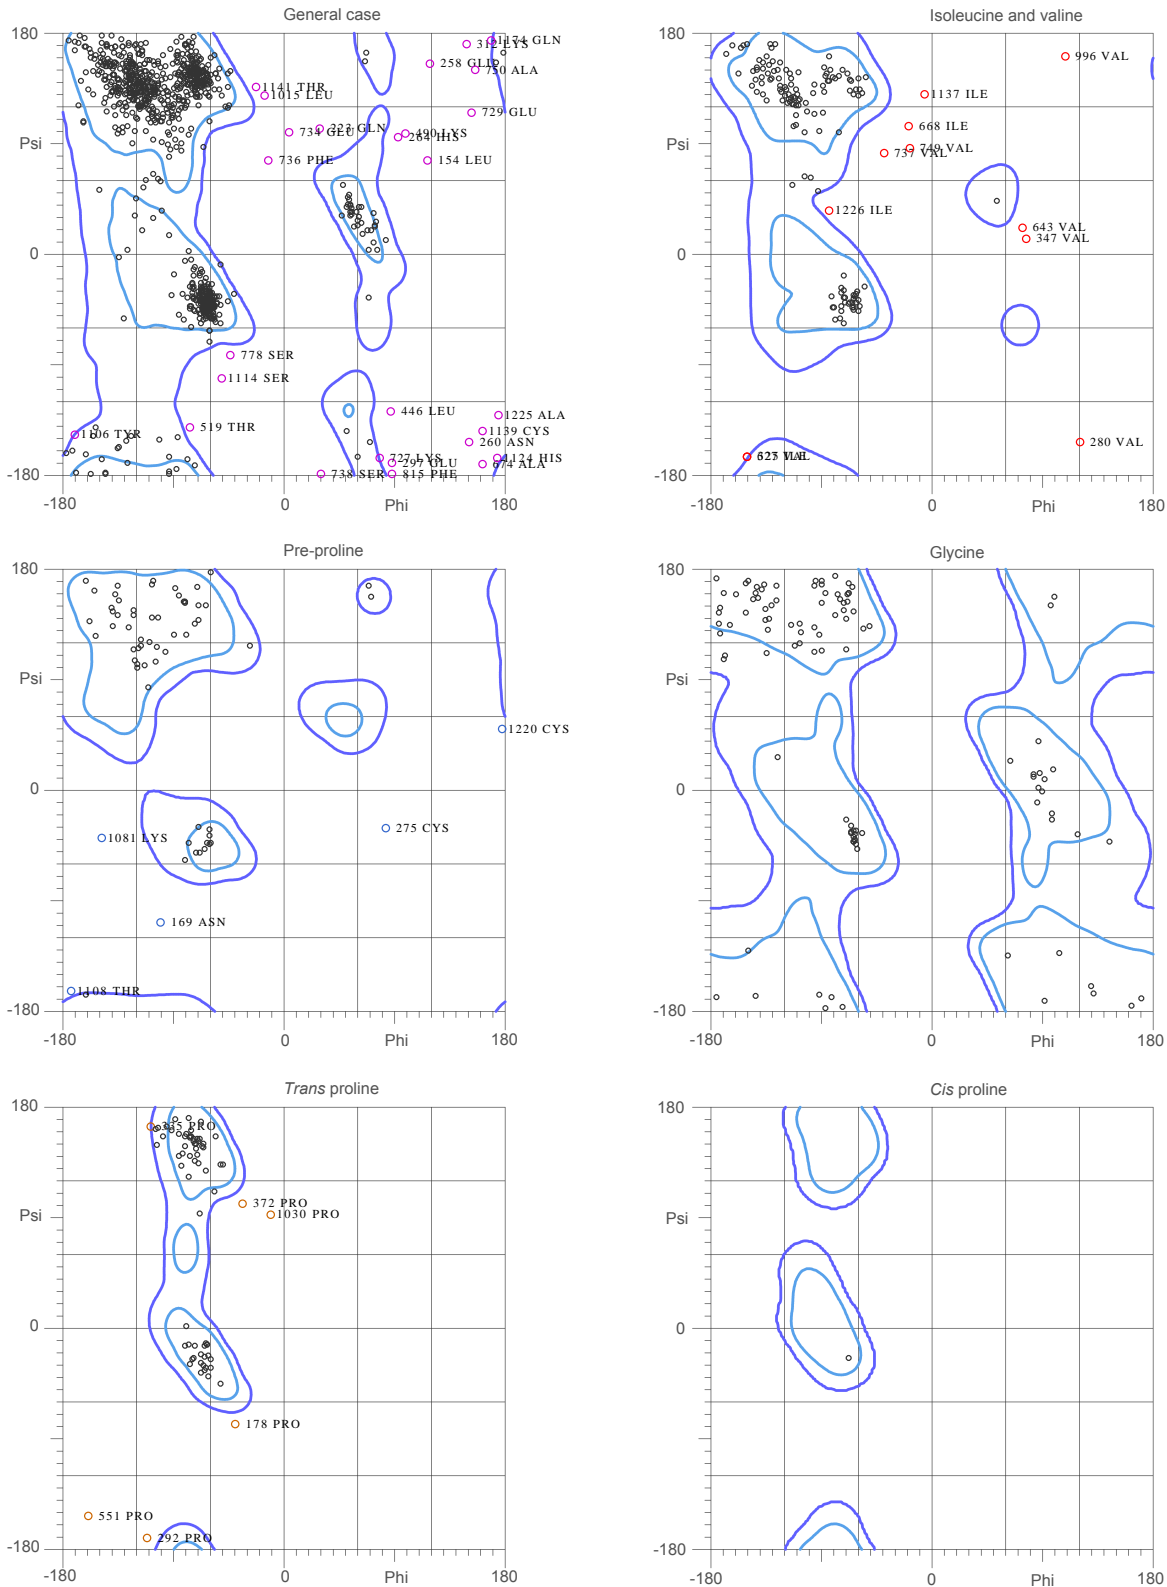 General case
180
Psi
0
-180
-180
0
Phi
180
1174 GLN
312 LYS
258 GLU
750 ALA
1141 THR
1015 LEU
729 GLU
322 GLN
734 GLU
490 LYS
264 HIS
736 PHE
154 LEU
778 SER
1114 SER
446 LEU
1225 ALA
519 THR
1106 TYR
1139 CYS
260 ASN
727 LYS
1124 HIS
297 GLU
674 ALA
738 SER
815 PHE
Isoleucine and valine
180
Psi
0
-180
-180
0
Phi
180
996 VAL
1137 ILE
668 ILE
749 VAL
737 VAL
1226 ILE
643 VAL
347 VAL
280 VAL
Pre-proline
180
Psi
0
-180
-180
0
Phi
180
1220 CYS
275 CYS
1081 LYS
169 ASN
1108 THR
Glycine
180
Psi
0
-180
-180
0
Phi
180
Trans proline
180
Psi
0
-180
-180
0
Phi
180
335 PRO
372 PRO
1030 PRO
178 PRO
551 PRO
292 PRO
Cis proline
180
Psi
0
-180
-180
0
Phi
180